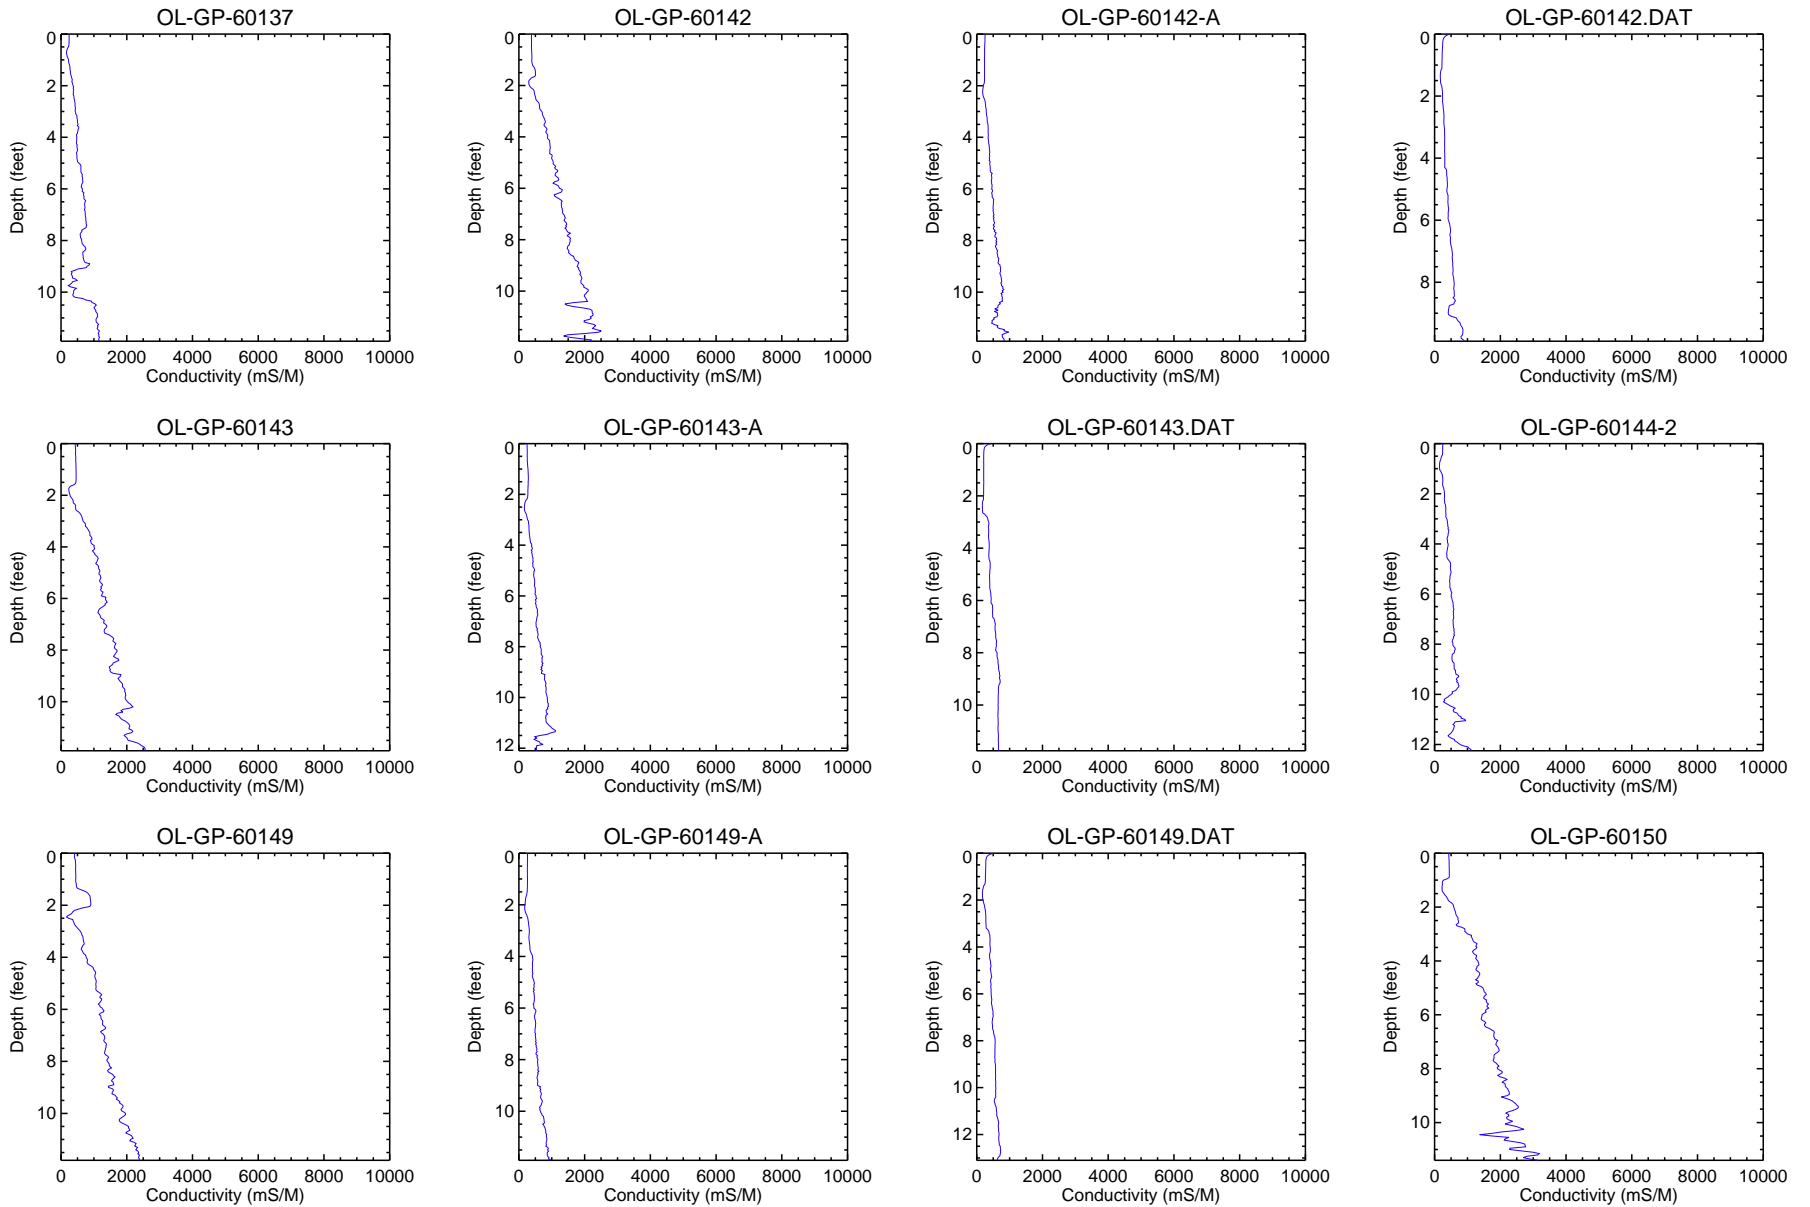 OL-GP-60137
0
2
4
6
8
10
Depth (feet)
0 2000 4000 6000 8000 10000
Conductivity (mS/M)
OL-GP-60142
0
2
4
6
8
10
Depth (feet)
0 2000 4000 6000 8000 10000
Conductivity (mS/M)
OL-GP-60142-A
0
2
4
6
8
10
Depth (feet)
0 2000 4000 6000 8000 10000
Conductivity (mS/M)
OL-GP-60142.DAT
0
2
4
6
8
Depth (feet)
0 2000 4000 6000 8000 10000
Conductivity (mS/M)
OL-GP-60143
0
2
4
6
8
10
Depth (feet)
0 2000 4000 6000 8000 10000
Conductivity (mS/M)
OL-GP-60143-A
0
2
4
6
8
10
12
Depth (feet)
0 2000 4000 6000 8000 10000
Conductivity (mS/M)
OL-GP-60143.DAT
0
2
4
6
8
10
Depth (feet)
0 2000 4000 6000 8000 10000
Conductivity (mS/M)
OL-GP-60144-2
0
2
4
6
8
10
12
Depth (feet)
0 2000 4000 6000 8000 10000
Conductivity (mS/M)
OL-GP-60149
0
2
4
6
8
10
Depth (feet)
0 2000 4000 6000 8000 10000
Conductivity (mS/M)
OL-GP-60149-A
0
2
4
6
8
10
Depth (feet)
0 2000 4000 6000 8000 10000
Conductivity (mS/M)
OL-GP-60149.DAT
0
2
4
6
8
10
12
Depth (feet)
0 2000 4000 6000 8000 10000
Conductivity (mS/M)
OL-GP-60150
0
2
4
6
8
10
Depth (feet)
0 2000 4000 6000 8000 10000
Conductivity (mS/M)